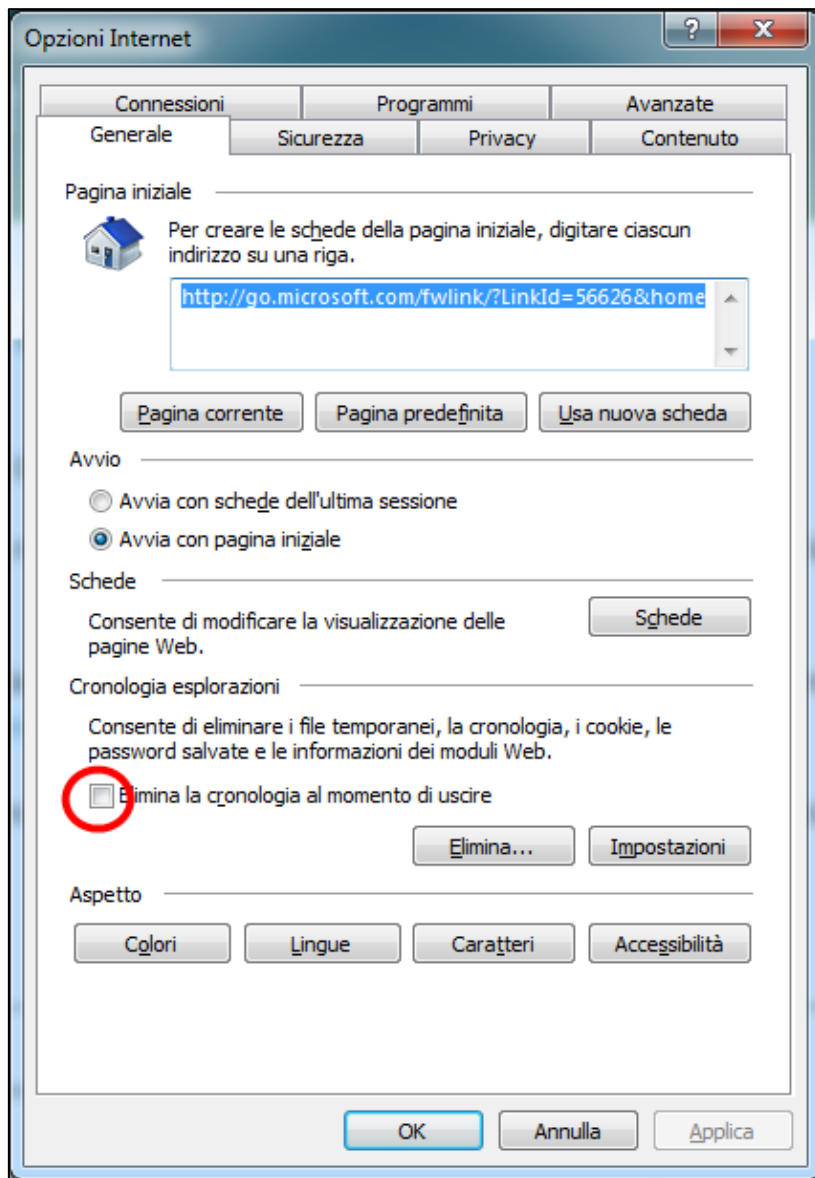 Opzioni Internet
?
X
Connessioni
Programmi
Avanzate
Generale
Sicurezza
Privacy
Contenuto
Pagina iniziale
Per creare le schede della pagina iniziale, digitare ciascun
indirizzo su una riga.
http://go.microsoft.com/fwlink/?LinkId=56626&home
Pagina corrente
Pagina predefinita
Usa nuova scheda
Avvio
Avvia con schede dell'ultima sessione
Avvia con pagina iniziale
Schede
Consente di modificare la visualizzazione delle
pagine Web.
Schede
Cronologia esplorazioni
Consente di eliminare i file temporanei, la cronologia, i cookie, le
password salvate e le informazioni dei moduli Web.
Elimina la cronologia al momento di uscire
Elimina...
Impostazioni
Aspetto
Colori
Lingue
Caratteri
Accessibilità
OK
Annulla
Applica